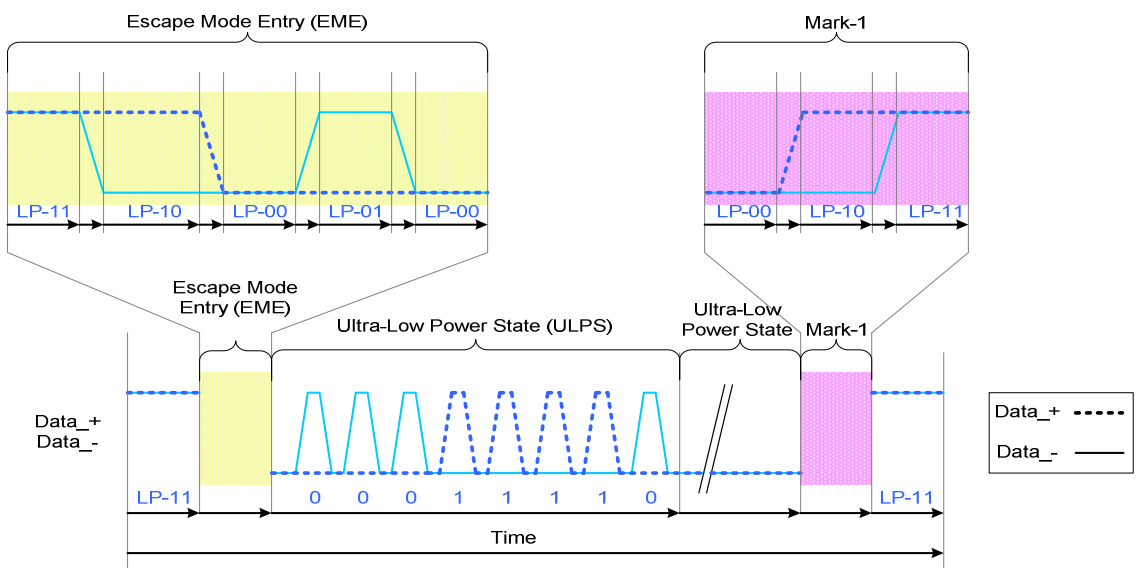 Escape Mode Entry (EME)
Mark-1
LP-11 LP-10 LP-00 LP-01 LP-00
LP-00 LP-10 LP-11
Escape Mode
Entry (EME)
Ultra-Low Power State (ULPS)
Ultra-Low
Power State
Mark-1
Data_+
Data_-
Data_+
Data_-
LP-11 0 0 0 1 1 1 1 0 LP-11
Time